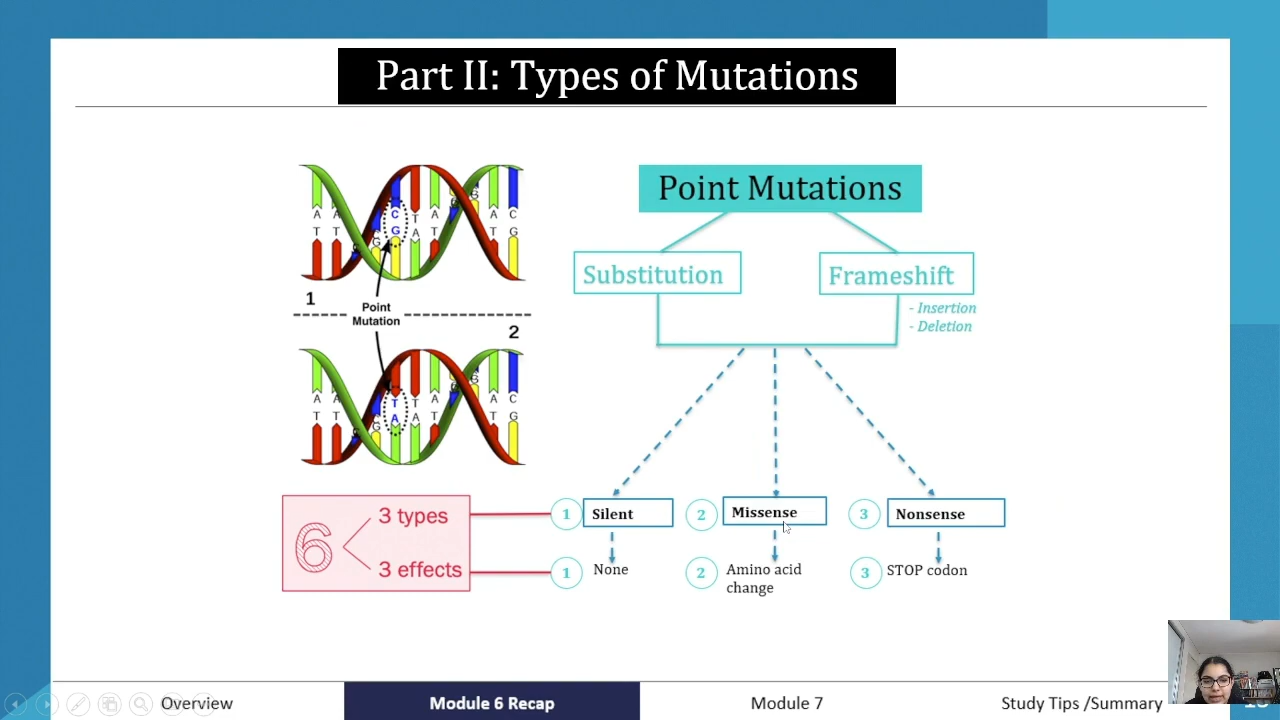 Part II: Types of Mutations
Point Mutations
Substitution
Frameshift
- Insertion
- Deletion
A
A
C
T
A
A
C
T
T
G
G
A
T
T
G
1
Point
Mutation
2
A
A
T
T
A
A
C
T
T
C
A
A
T
T
G
6
3 types
3 effects
1
Silent
2
Missense
3
Nonsense
1
None
2
Amino acid
change
3
STOP codon
Overview
Module 6 Recap
Module 7
Study Tips /Summary